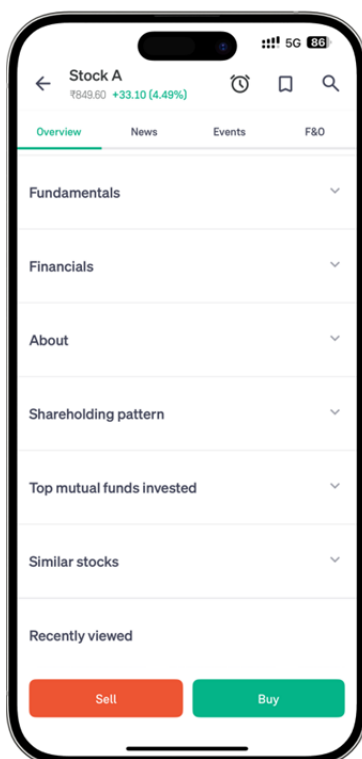 5G 86
Stock A
₹849.60 +33.10 (4.49%)
Overview News Events F&O
Fundamentals
Financials
About
Shareholding pattern
Top mutual funds invested
Similar stocks
Recently viewed
Sell Buy